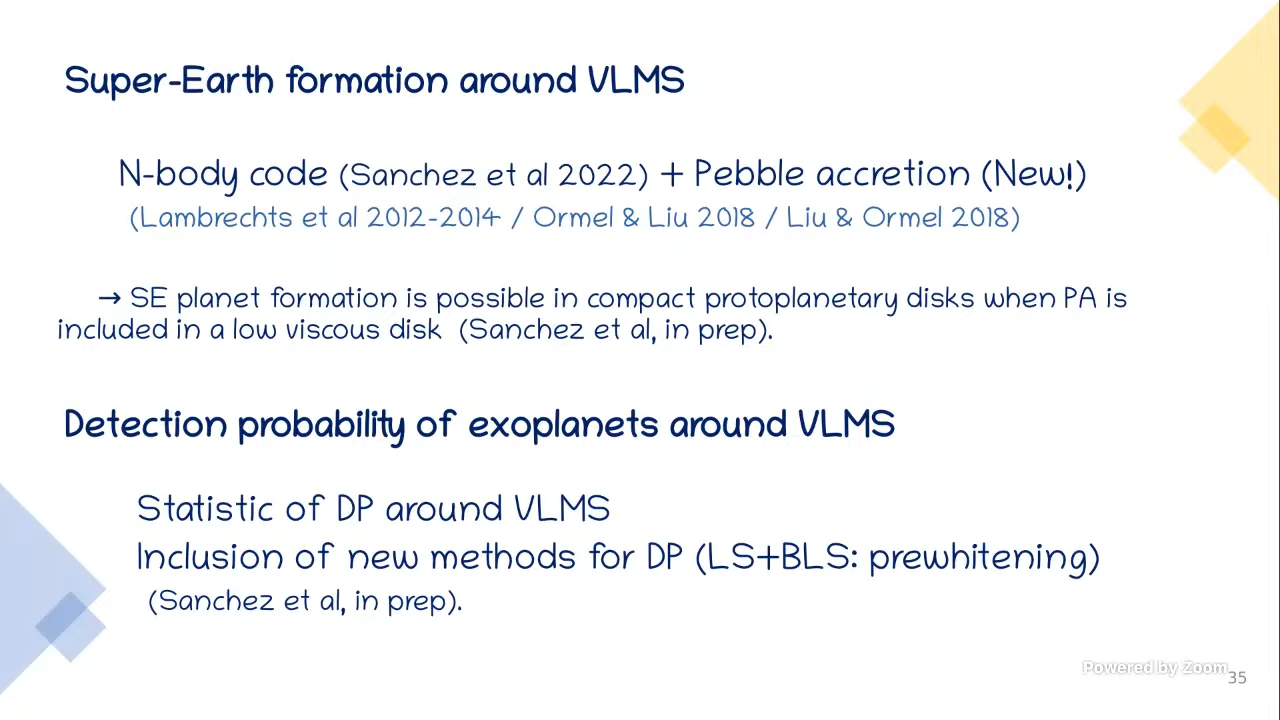 Super-Earth formation around VLMS
N-body code (Sanchez et al 2022) + Pebble accretion (New!)
(Lambrechts et al 2012-2014 / Ormel & Liu 2018 / Liu & Ormel 2018)
→ SE planet formation is possible in compact protoplanetary disks when PA is
included in a low viscous disk (Sanchez et al, in prep).
Detection probability of exoplanets around VLMS
Statistic of DP around VLMS
Inclusion of new methods for DP (LS+BLS: prewhitening)
(Sanchez et al, in prep).
Powered by Zoom
35